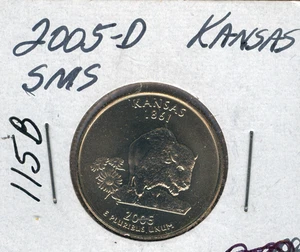 2005-D KANSAS
SMS
115B
KANSAS
1861
2005
E PLURIBUS UNUM